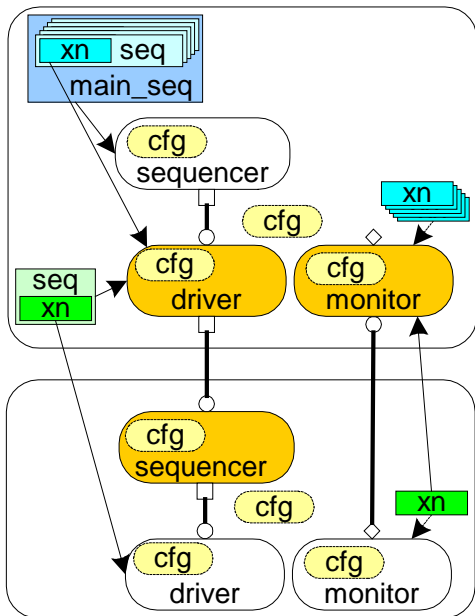 xn seq
main_seq
cfg
sequencer
xn
cfg
cfg
driver
cfg
monitor
seq
xn
cfg
sequencer
cfg
xn
cfg
driver
cfg
monitor